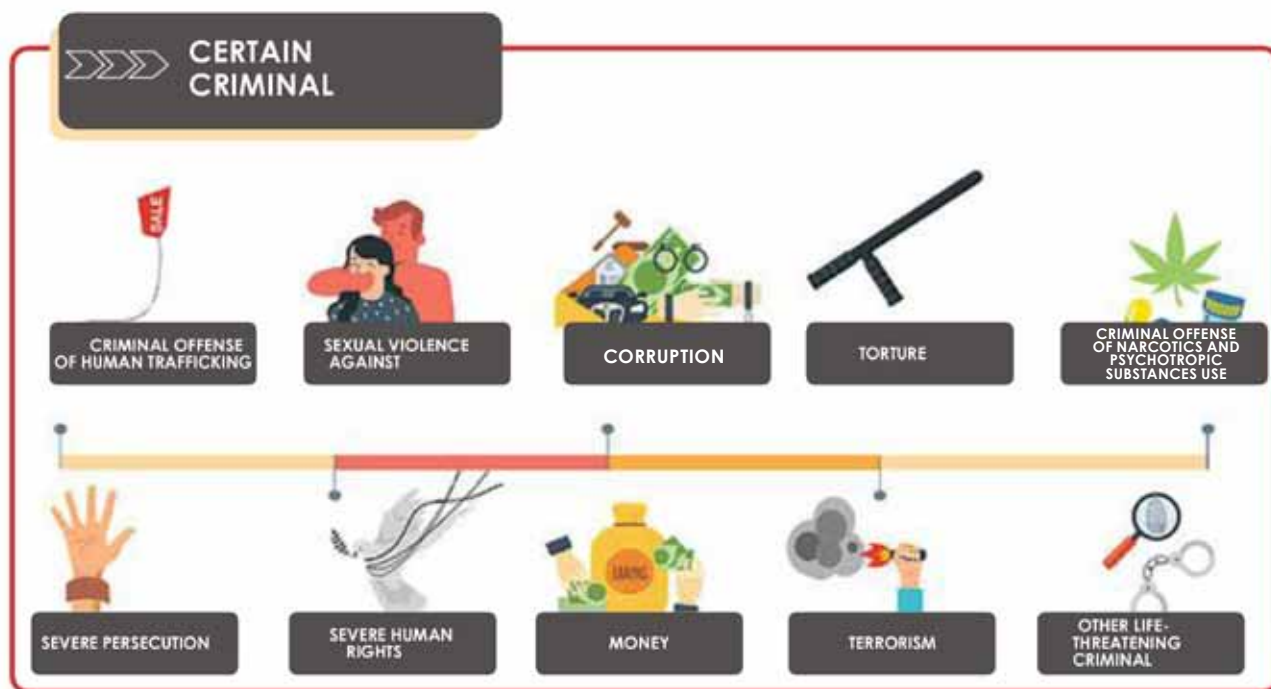 CERTAIN
CRIMINAL
SALE
CRIMINAL OFFENSE
OF HUMAN TRAFFICKING
SEXUAL VIOLENCE
AGAINST
CORRUPTION
TORTURE
CRIMINAL OFFENSE
OF NARCOTICS AND
PSYCHOTROPIC
SUBSTANCES USE
SEVERE PERSECUTION
SEVERE HUMAN
RIGHTS
MONEY
TERRORISM
OTHER LIFE-
THREATENING
CRIMINAL